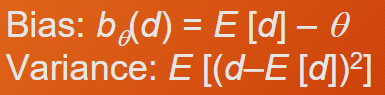 Bias: bθ(d) = E [d] – θ
Variance: E [(d–E [d])²]